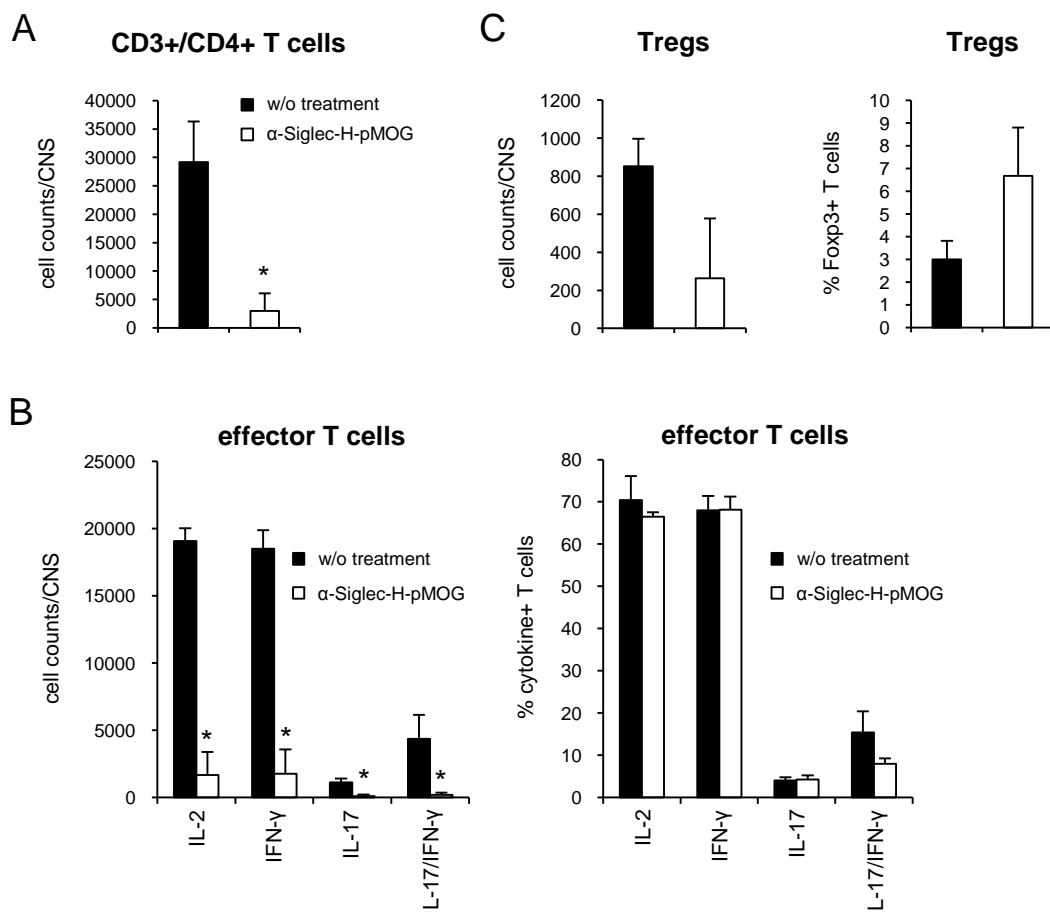 A
CD3+/CD4+ T cells
cell counts/CNS
40000
35000
30000
25000
20000
15000
10000
5000
0
w/o treatment
α-Siglec-H-pMOG
*
C
Tregs
cell counts/CNS
1200
1000
800
600
400
200
0
Tregs
% Foxp3+ T cells
10
9
8
7
6
5
4
3
2
1
0
B
effector T cells
cell counts/CNS
25000
20000
15000
10000
5000
0
w/o treatment
α-Siglec-H-pMOG
*
*
*
*
IL-2
IFN-γ
IL-17
L-17/IFN-γ
effector T cells
% cytokine+ T cells
80
70
60
50
40
30
20
10
0
w/o treatment
α-Siglec-H-pMOG
IL-2
IFN-γ
IL-17
L-17/IFN-γ